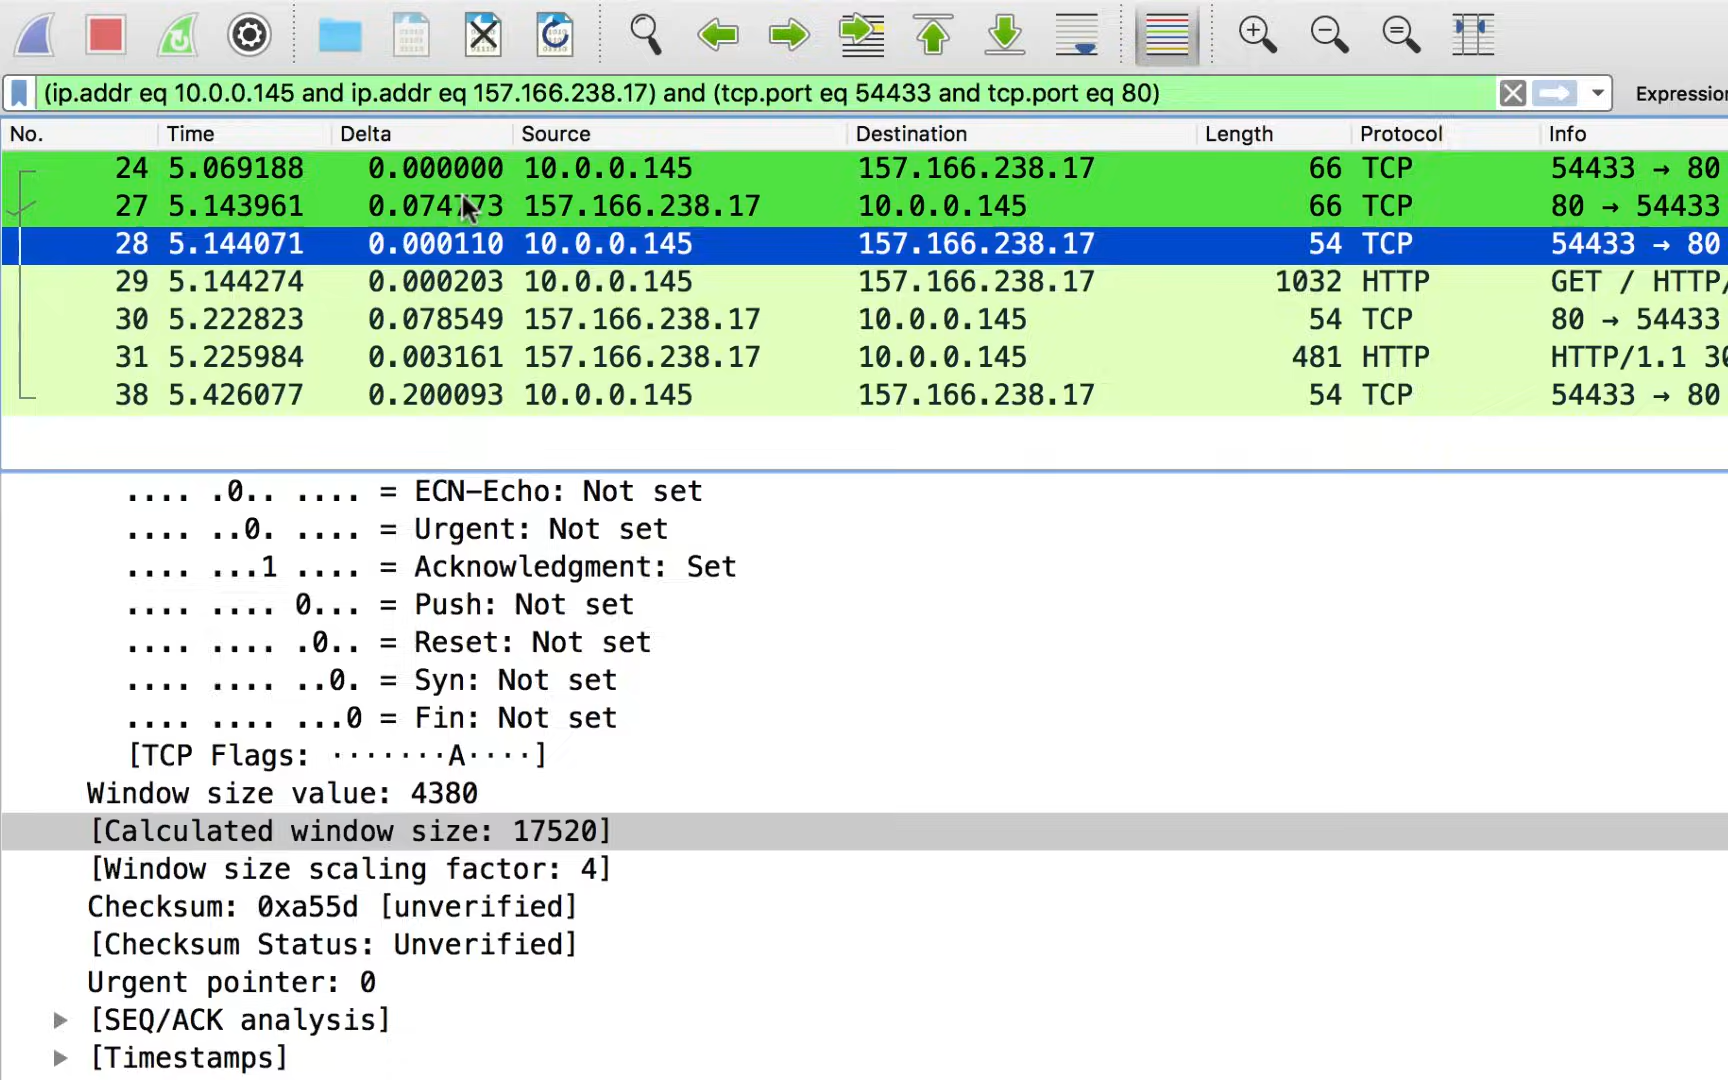 (ip.addr eq 10.0.0.145 and ip.addr eq 157.166.238.17) and (tcp.port eq 54433 and tcp.port eq 80)
Expression
No. Time Delta Source Destination Length Protocol Info
24 5.069188 0.000000 10.0.0.145 157.166.238.17 66 TCP 54433 → 80
27 5.143961 0.074773 157.166.238.17 10.0.0.145 66 TCP 80 → 54433
28 5.144071 0.000110 10.0.0.145 157.166.238.17 54 TCP 54433 → 80
29 5.144274 0.000203 10.0.0.145 157.166.238.17 1032 HTTP GET / HTTP/
30 5.222823 0.078549 157.166.238.17 10.0.0.145 54 TCP 80 → 54433
31 5.225984 0.003161 157.166.238.17 10.0.0.145 481 HTTP HTTP/1.1 30
38 5.426077 0.200093 10.0.0.145 157.166.238.17 54 TCP 54433 → 80
.... .0.. .... = ECN-Echo: Not set
.... ..0. .... = Urgent: Not set
.... ...1 .... = Acknowledgment: Set
.... .... 0... = Push: Not set
.... .... .0.. = Reset: Not set
.... .... ..0. = Syn: Not set
.... .... ...0 = Fin: Not set
[TCP Flags: ·······A····]
Window size value: 4380
[Calculated window size: 17520]
[Window size scaling factor: 4]
Checksum: 0xa55d [unverified]
[Checksum Status: Unverified]
Urgent pointer: 0
[SEQ/ACK analysis]
[Timestamps]